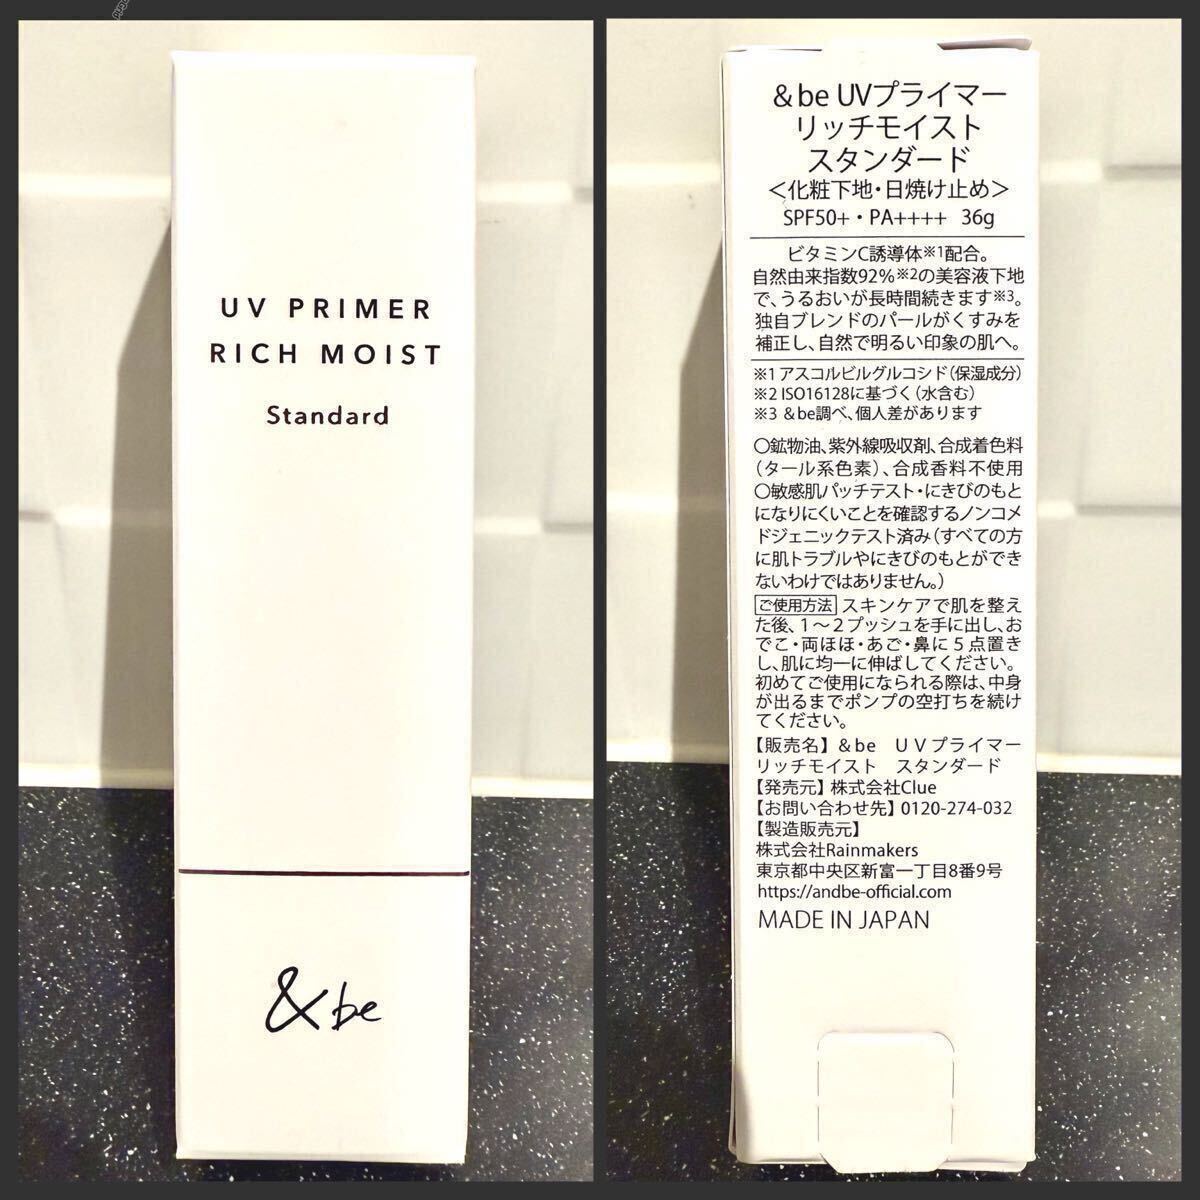 UV PRIMER
RICH MOIST
Standard
&be
&be UVプライマー
リッチモイスト
スタンダード
<化粧下地・日焼け止め>
SPF50+・PA++++ 36g
ビタミンC誘導体※1配合。
自然由来指数92%※2の美容液下地
で、うるおいが長時間続きます※3。
独自ブレンドのパールがくすみを
補正し、自然で明るい印象の肌へ。
※1 アスコルビルグルコシド(保湿成分)
※2 ISO16128に基づく(水含む)
※3 &be調べ、個人差があります
○鉱物油、紫外線吸収剤、合成着色料
(タール系色素)、合成香料不使用
○敏感肌パッチテスト・にきびのもと
になりにくいことを確認するノンコメ
ドジェニックテスト済み(すべての方
に肌トラブルやにきびのもとができ
ないわけではありません。)
ご使用方法 スキンケアで肌を整え
た後、1〜2プッシュを手に出し、お
でこ・両ほほ・あご・鼻に5点置き
し、肌に均一に伸ばしてください。
初めてご使用になられる際は、中身
が出るまでポンプの空打ちを続け
てください。
【販売名】&be UVプライマー
リッチモイスト スタンダード
【発売元】株式会社Clue
【お問い合わせ先】0120-274-032
【製造販売元】
株式会社Rainmakers
東京都中央区新富一丁目8番9号
https://andbe-official.com
MADE IN JAPAN